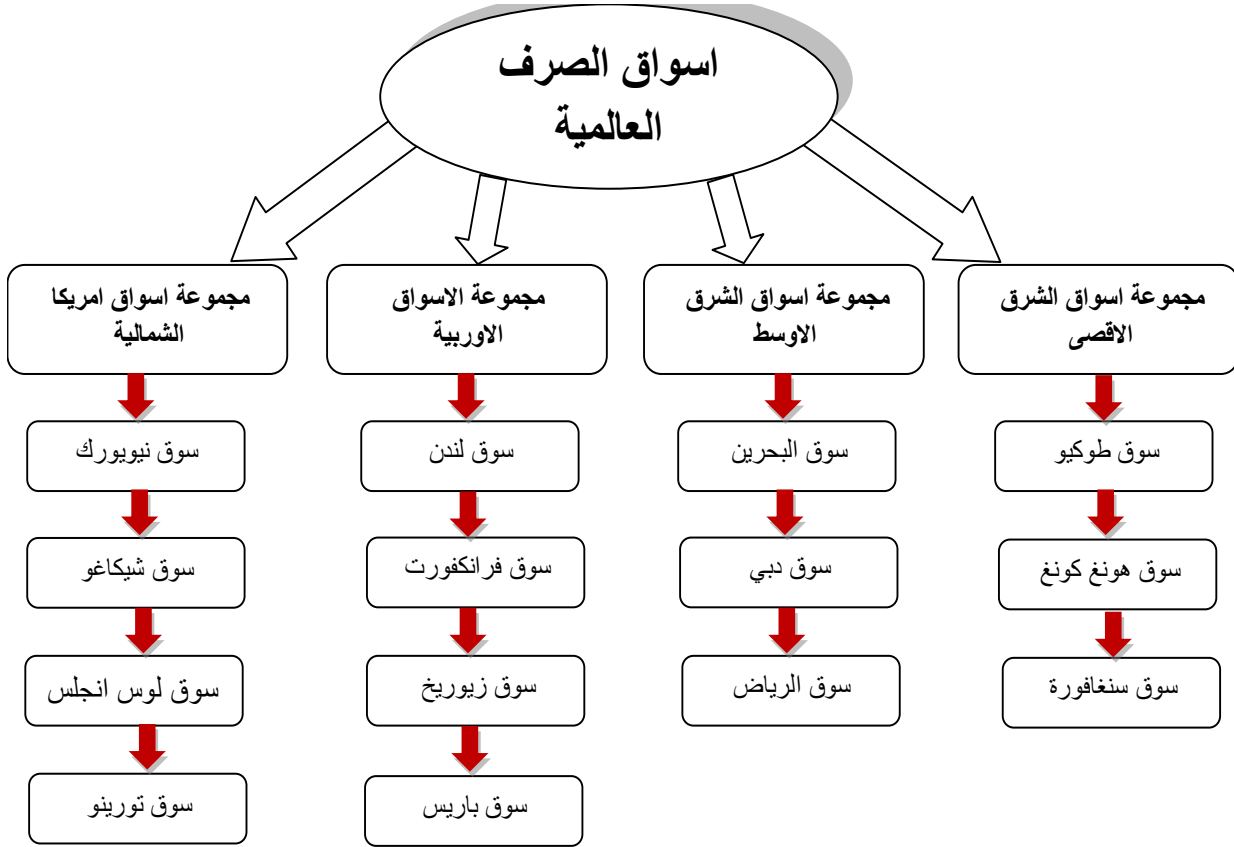 اسواق الصرف
العالمية
مجموعة اسواق الشرق
الاقصى
سوق طوكيو
سوق هونغ كونغ
سوق سنغافورة
مجموعة اسواق الشرق
الاوسط
سوق البحرين
سوق دبي
سوق الرياض
مجموعة الاسواق
الاوربية
سوق لندن
سوق فرانكفورت
سوق زيوريخ
سوق باريس
مجموعة اسواق امريكا
الشمالية
سوق نيويورك
سوق شيكاغو
سوق لوس انجلس
سوق تورينو